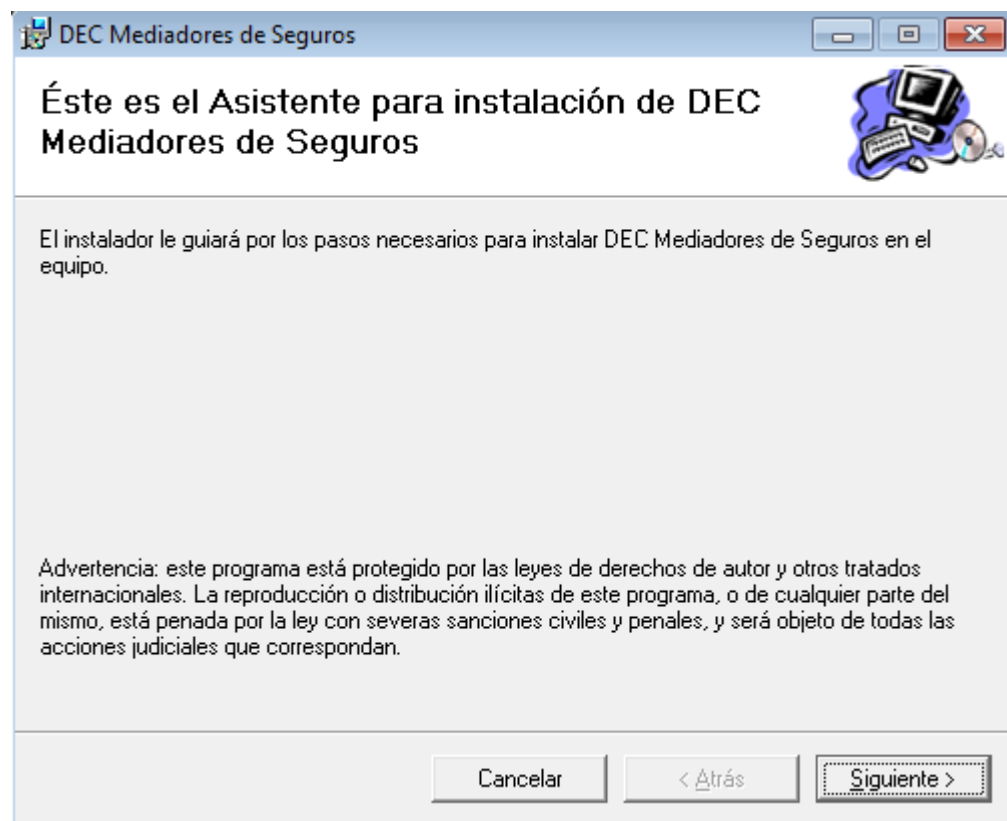 DEC Mediadores de Seguros
Éste es el Asistente para instalación de DEC
Mediadores de Seguros
El instalador le guiará por los pasos necesarios para instalar DEC Mediadores de Seguros en el
equipo.
Advertencia: este programa está protegido por las leyes de derechos de autor y otros tratados
internacionales. La reproducción o distribución ilícitas de este programa, o de cualquier parte del
mismo, está penada por la ley con severas sanciones civiles y penales, y será objeto de todas las
acciones judiciales que correspondan.
Cancelar
< Atrás
Siguiente >